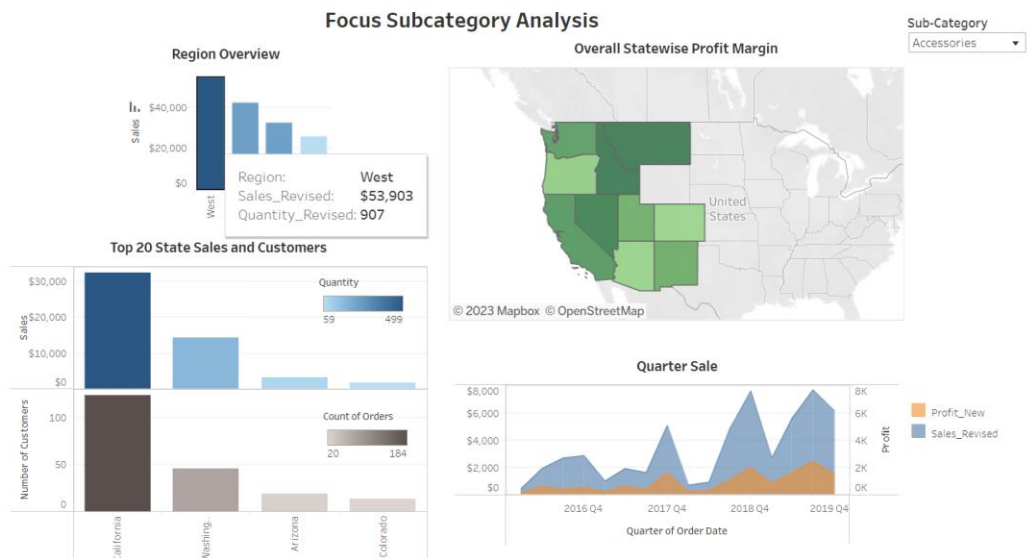 Focus Subcategory Analysis
Sub-Category
Accessories
Region Overview
Sales
$40,000
$20,000
$0
West
Region: West
Sales_Revised: $53,903
Quantity_Revised: 907
Overall Statewise Profit Margin
United
States
© 2023 Mapbox © OpenStreetMap
Top 20 State Sales and Customers
Sales
$30,000
$20,000
$10,000
$0
Quantity
59 499
Number of Customers
100
50
0
Count of Orders
20 184
California
Washing..
Arizona
Colorado
Quarter Sale
$8,000
$6,000
$4,000
$2,000
$0
8K
6K
4K
2K
0K
Profit
2016 Q4 2017 Q4 2018 Q4 2019 Q4
Quarter of Order Date
Profit_New
Sales_Revised